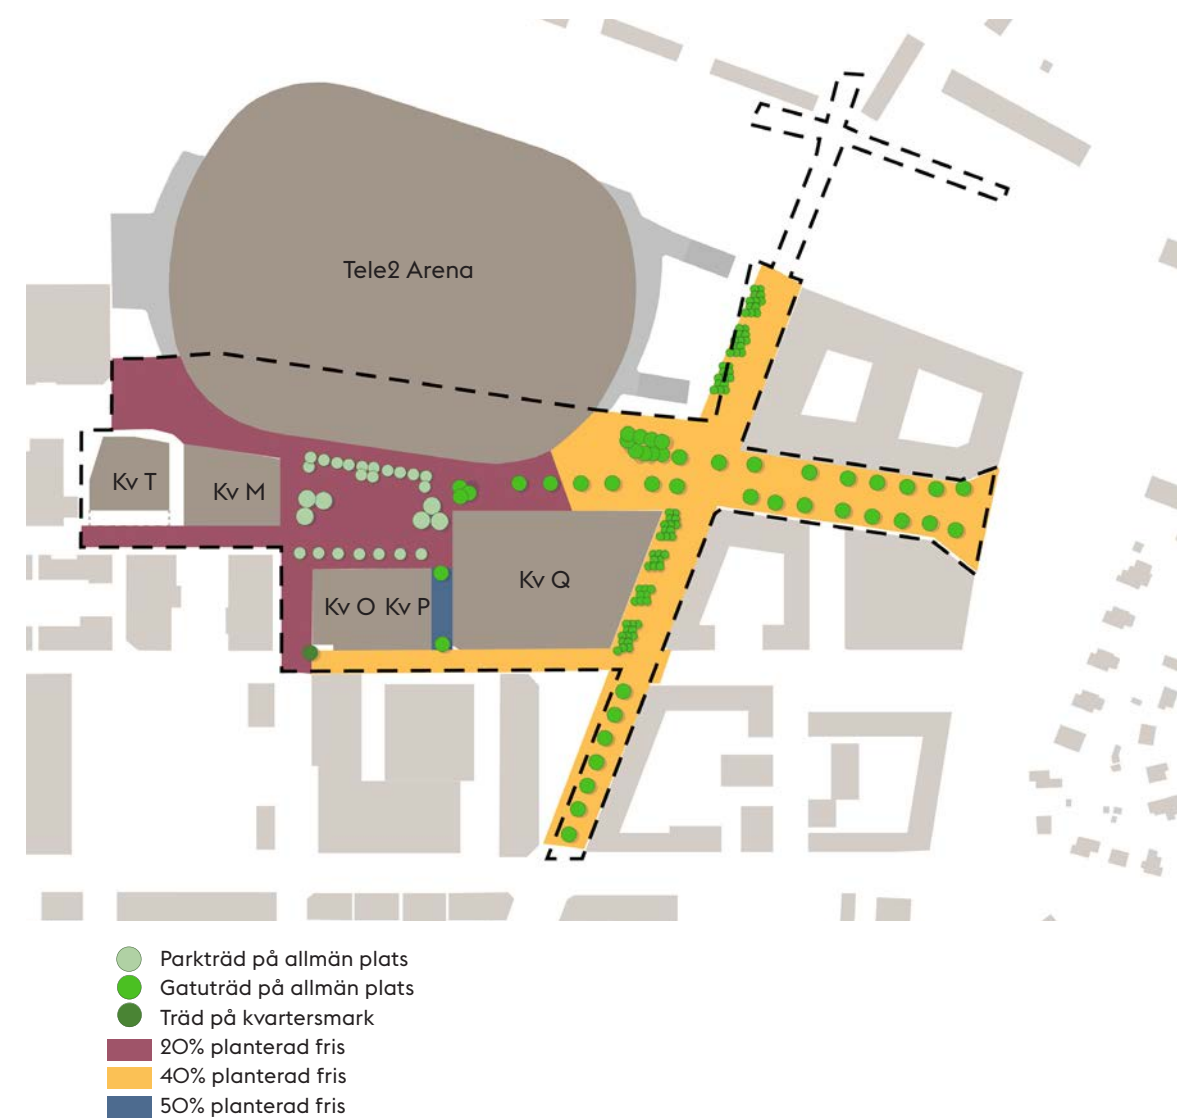 Tele2 Arena
Kv T
Kv M
Kv Q
Kv O Kv P
Parkträd på allmän plats
Gatuträd på allmän plats
Träd på kvartersmark
20% planterad fris
40% planterad fris
50% planterad fris